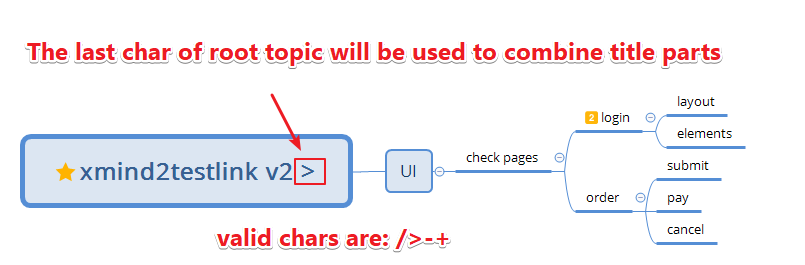 The last char of root topic will be used to combine title parts
xmind2testlink v2 >
UI
check pages
2 login
layout
elements
order
submit
pay
cancel
valid chars are: />-+